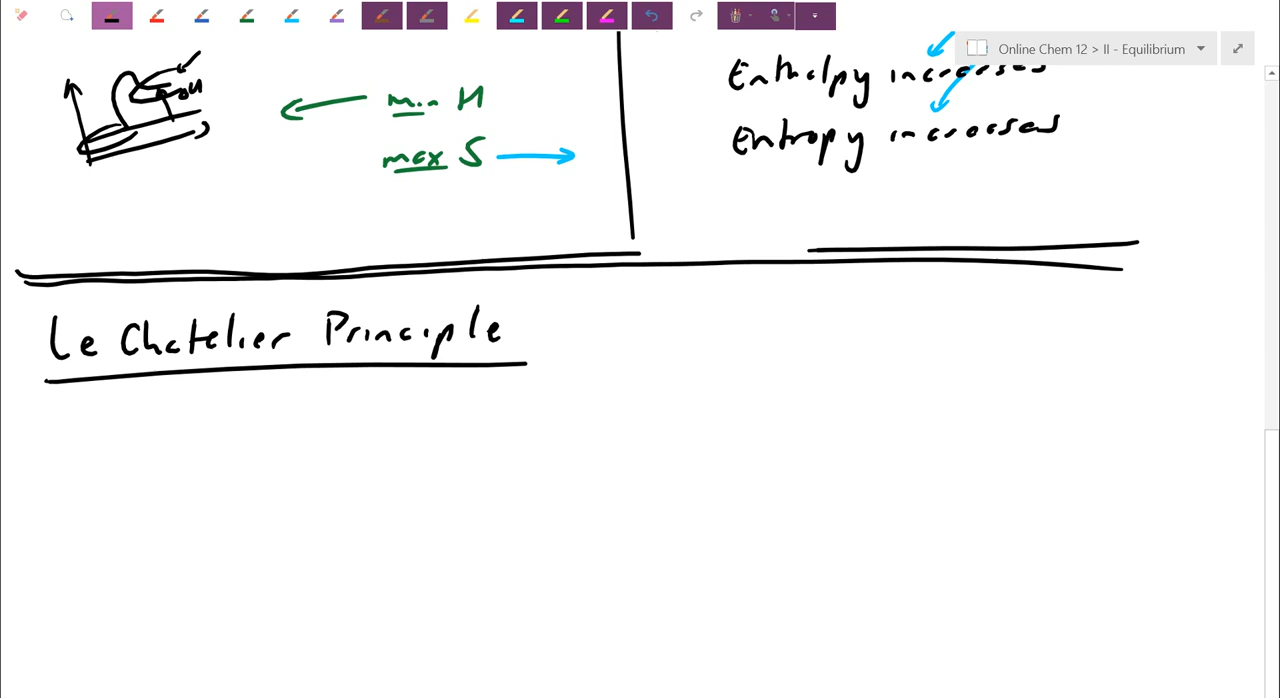 Online Chem 12 > II - Equilibrium
Enthalpy increases
min H
Entropy increases
max S
Le Chatelier Principle